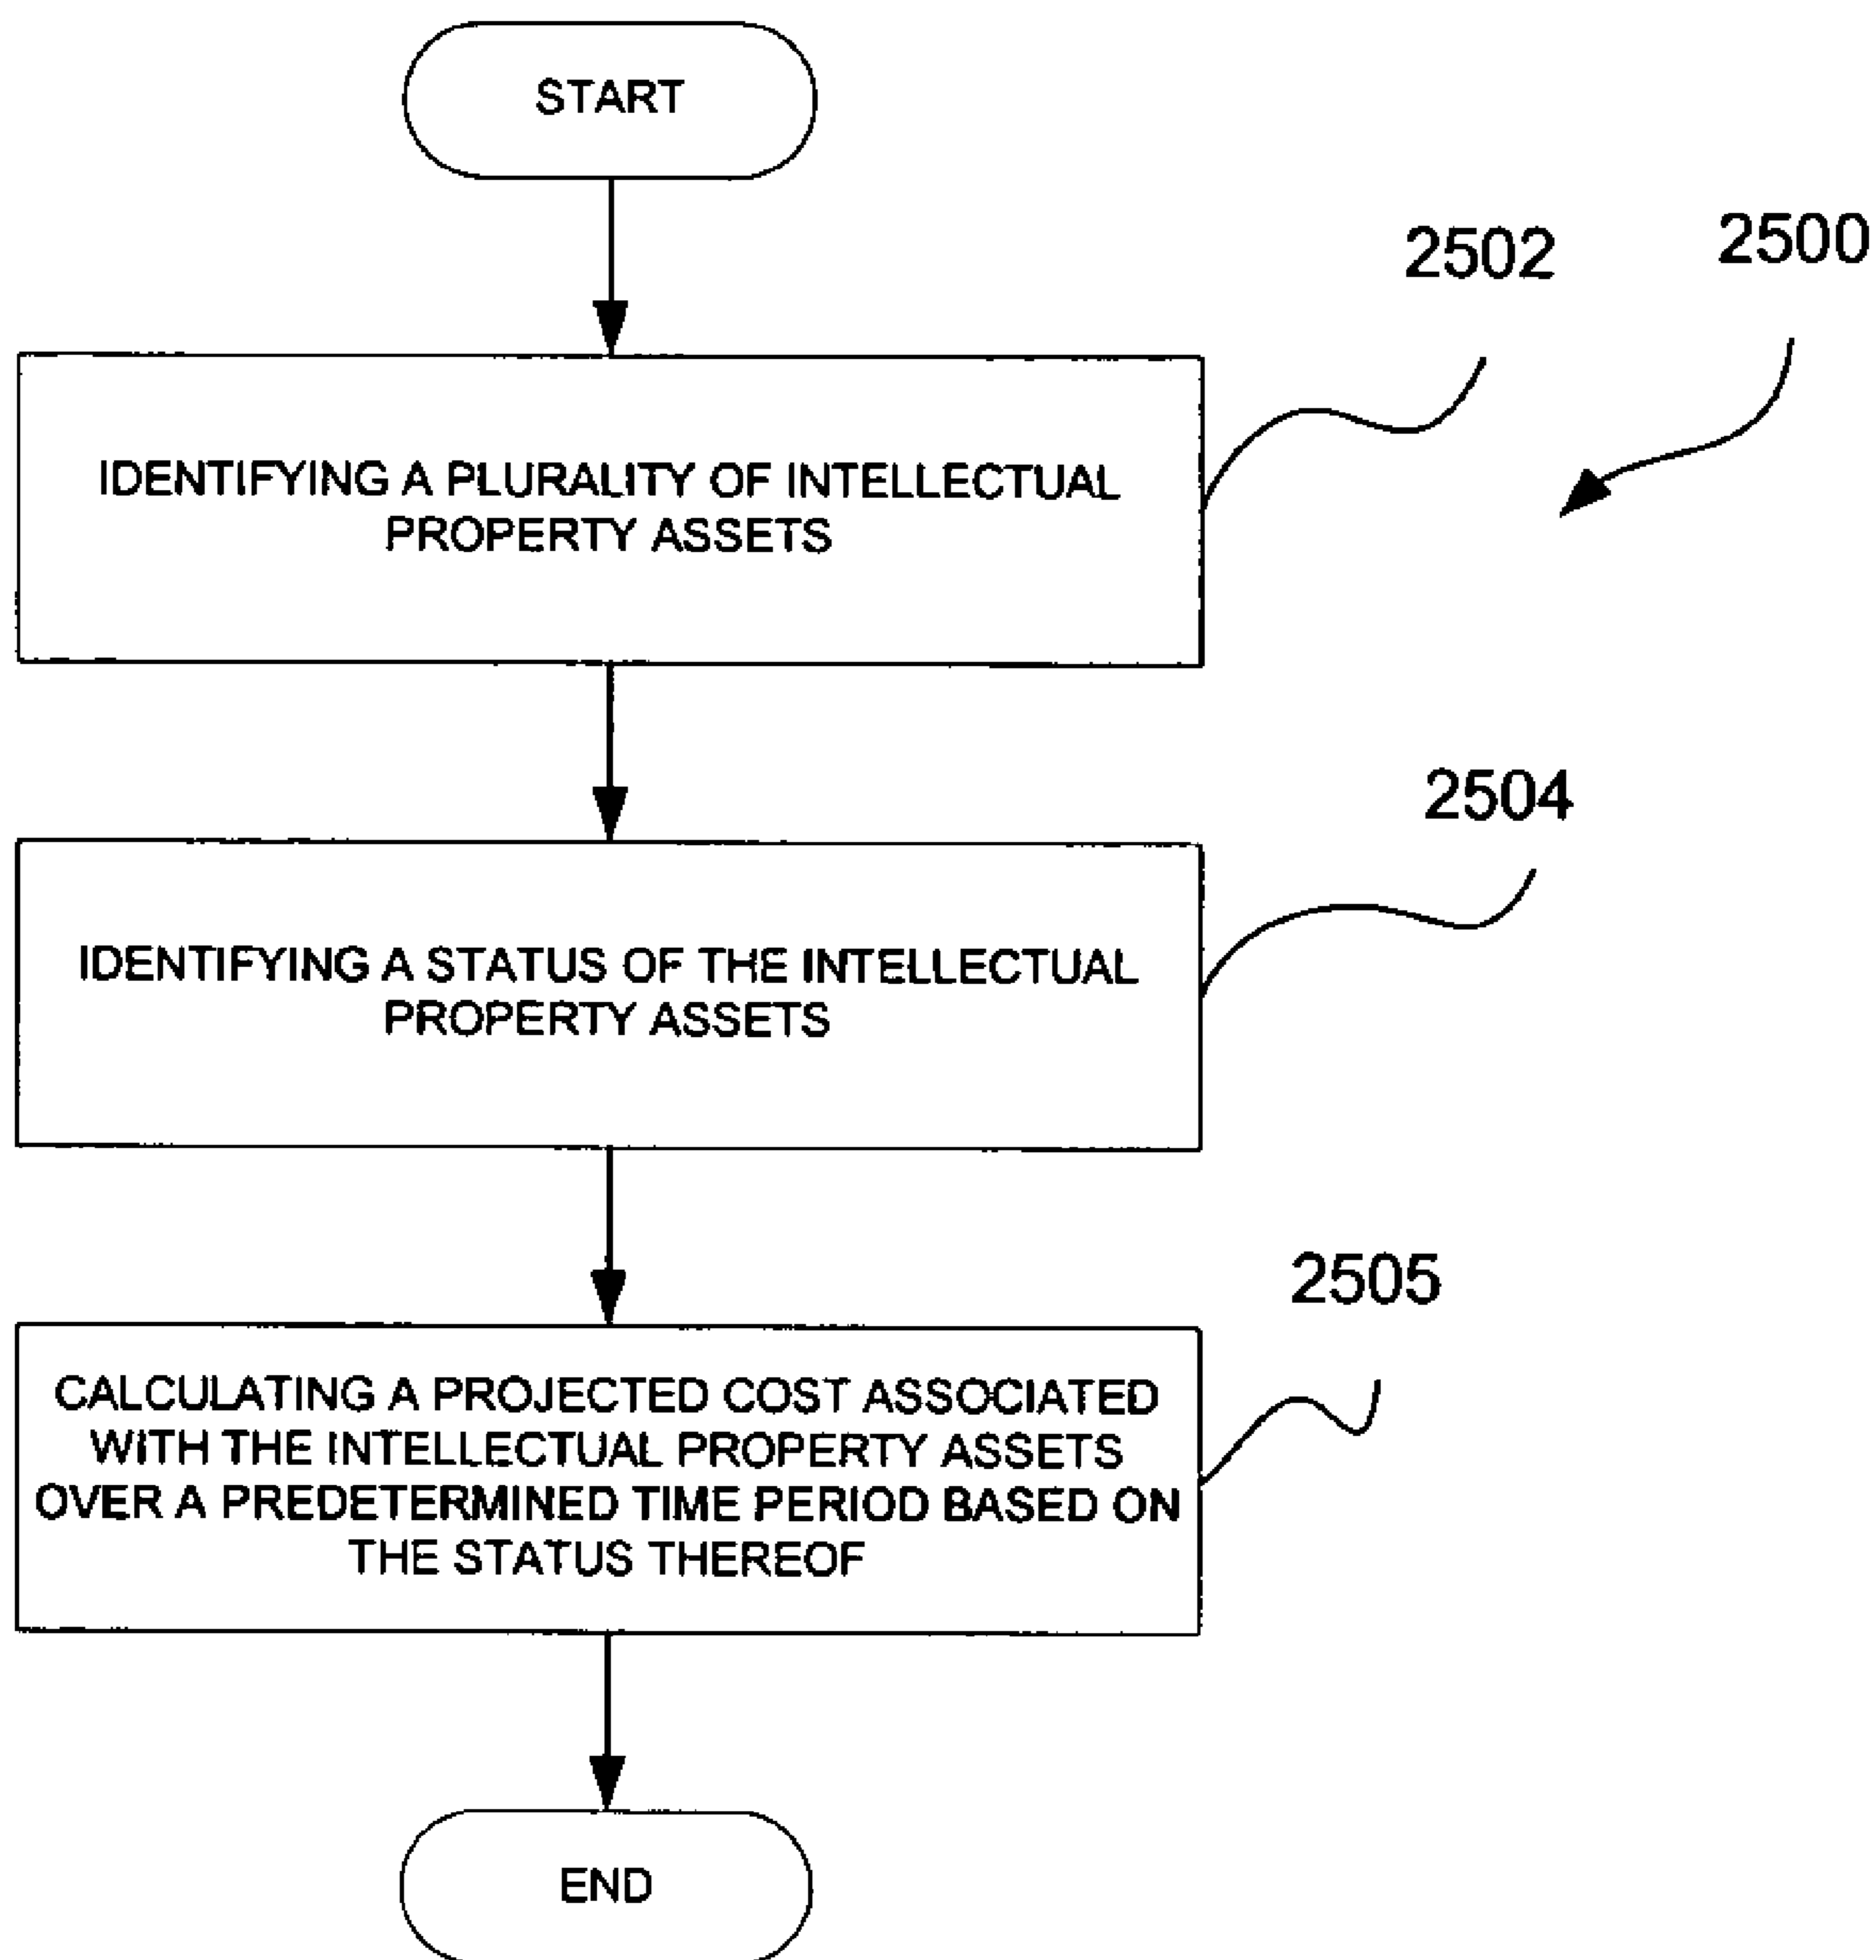 START
2502
2500
IDENTIFYING A PLURALITY OF INTELLECTUAL
PROPERTY ASSETS
2504
IDENTIFYING A STATUS OF THE INTELLECTUAL
PROPERTY ASSETS
2505
CALCULATING A PROJECTED COST ASSOCIATED
WITH THE INTELLECTUAL PROPERTY ASSETS
OVER A PREDETERMINED TIME PERIOD BASED ON
THE STATUS THEREOF
END